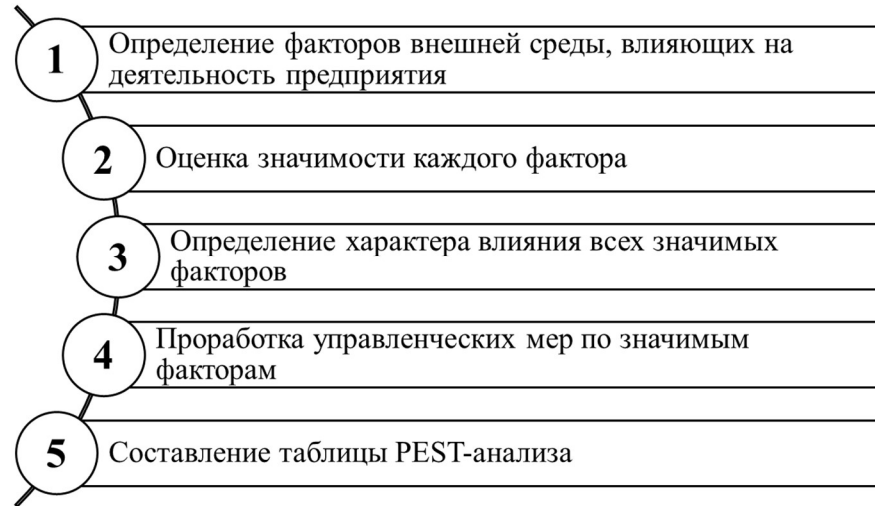 1
Определение факторов внешней среды, влияющих на
деятельность предприятия
2
Оценка значимости каждого фактора
3
Определение характера влияния всех значимых
факторов
4
Проработка управленческих мер по значимым
факторам
5
Составление таблицы PEST-анализа